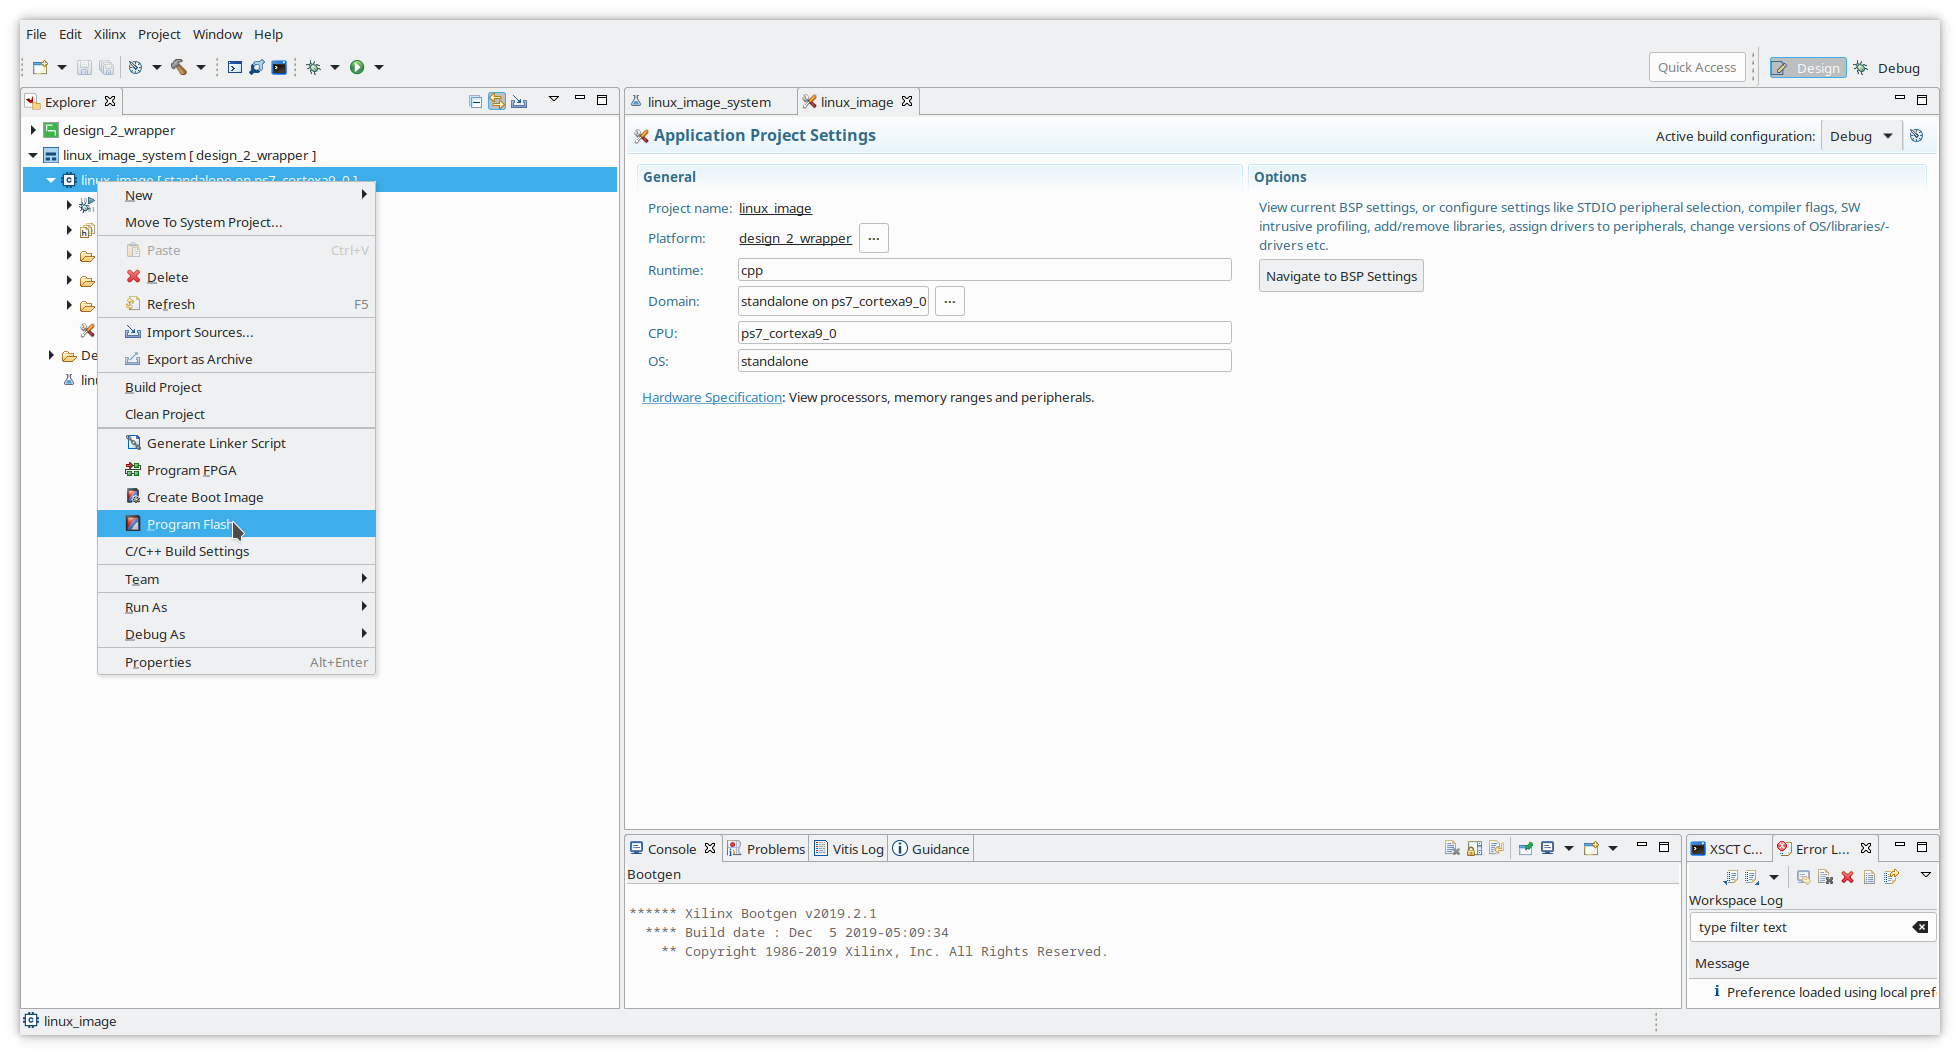 File Edit Xilinx Project Window Help
Quick Access Design Debug
Explorer
design_2_wrapper
linux_image_system [ design_2_wrapper ]
linux_image [ standalone on ps7_cortexa9_0 ]
De
lin
New
Move To System Project...
Paste Ctrl+V
Delete
Refresh F5
Import Sources...
Export as Archive
Build Project
Clean Project
Generate Linker Script
Program FPGA
Create Boot Image
Program Flash
C/C++ Build Settings
Team
Run As
Debug As
Properties Alt+Enter
linux_image_system linux_image
Application Project Settings
Active build configuration: Debug
General
Project name: linux_image
Platform: design_2_wrapper ...
Runtime: cpp
Domain: standalone on ps7_cortexa9_0 ...
CPU: ps7_cortexa9_0
OS: standalone
Hardware Specification: View processors, memory ranges and peripherals.
Options
View current BSP settings, or configure settings like STDIO peripheral selection, compiler flags, SW
intrusive profiling, add/remove libraries, assign drivers to peripherals, change versions of OS/libraries/-
drivers etc.
Navigate to BSP Settings
Console Problems Vitis Log Guidance
Bootgen
****** Xilinx Bootgen v2019.2.1
**** Build date : Dec  5 2019-05:09:34
** Copyright 1986-2019 Xilinx, Inc. All Rights Reserved.
XSCT C... Error L...
Workspace Log
type filter text
Message
Preference loaded using local pref
linux_image